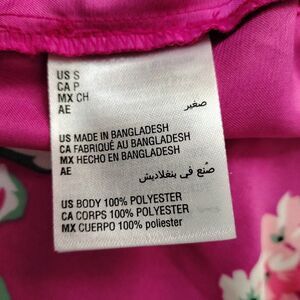 US S
CA P
MX CH
AE صغير
US MADE IN BANGLADESH
CA FABRIQUÉ AU BANGLADESH
MX HECHO EN BANGLADESH
AE صُنع في بنغلاديش
US BODY 100% POLYESTER
CA CORPS 100% POLYESTER
MX CUERPO 100% poliester